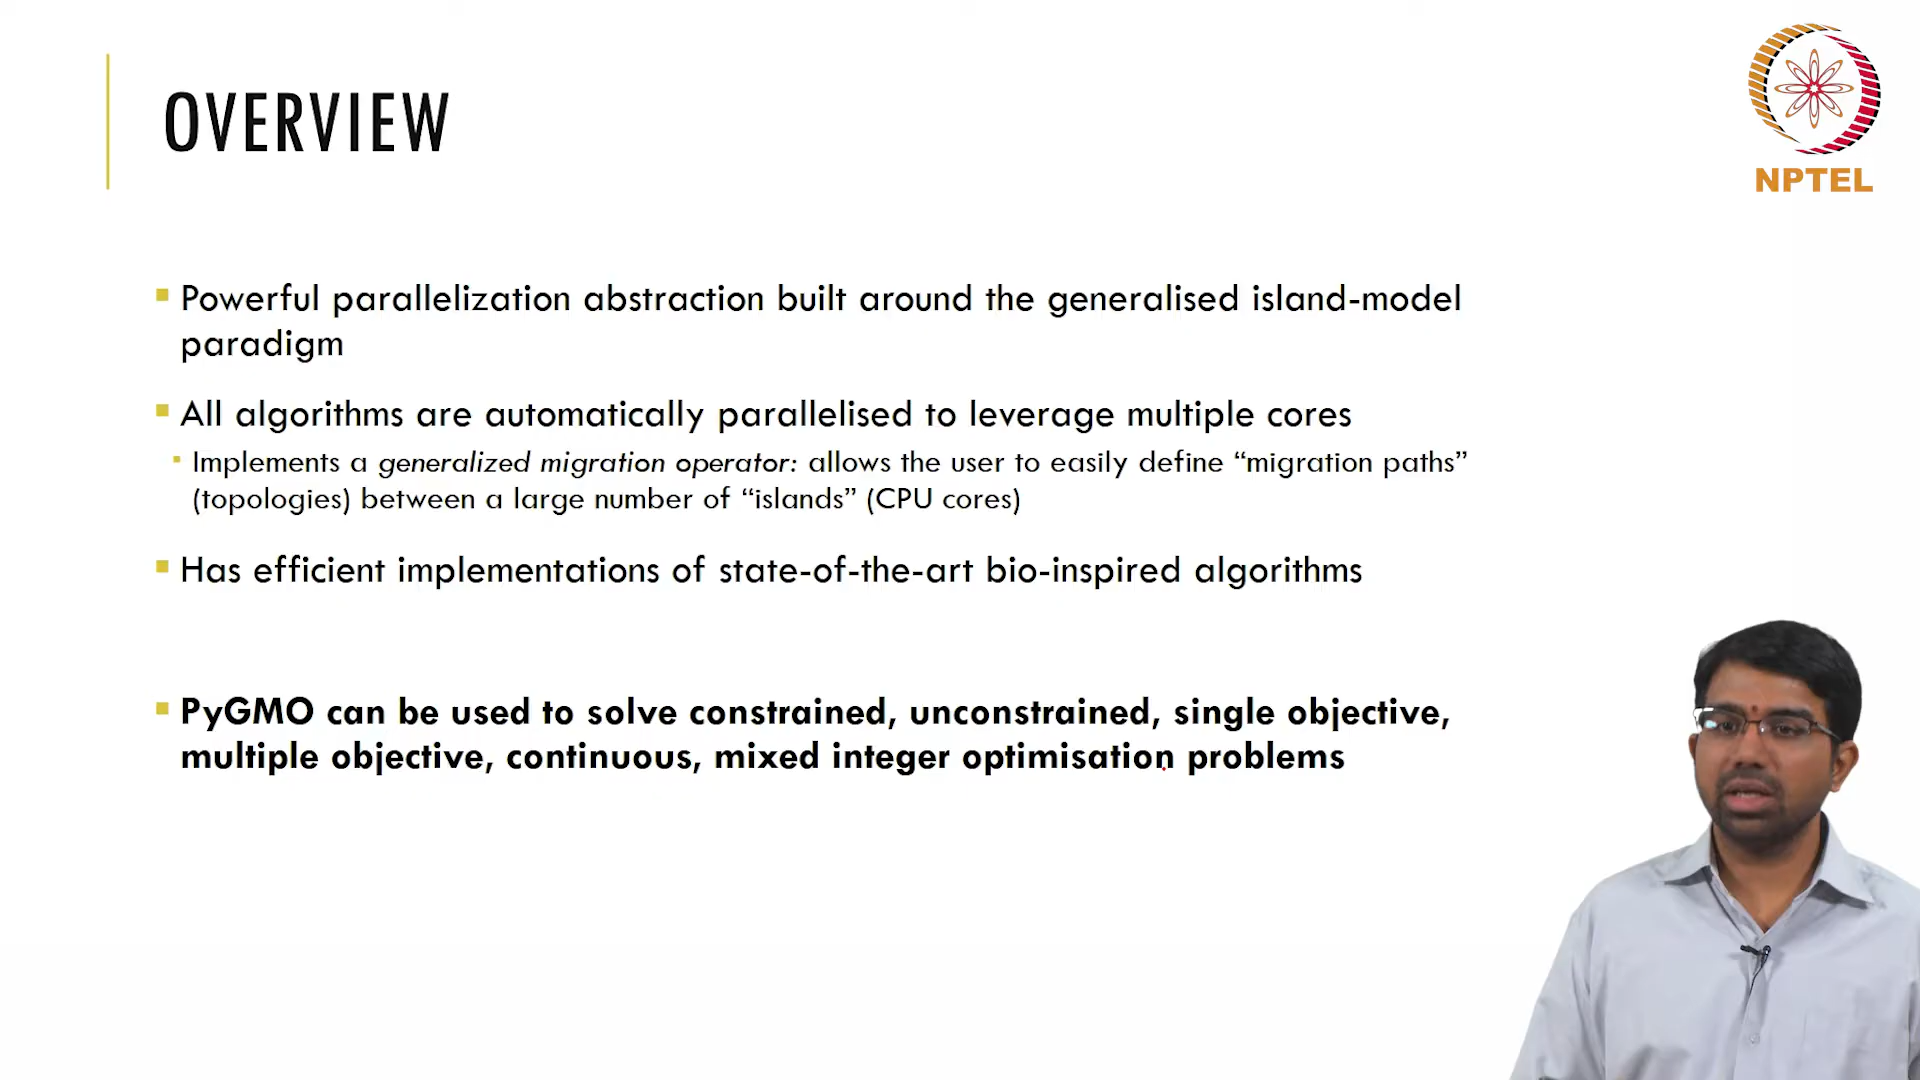 OVERVIEW
NPTEL
Powerful parallelization abstraction built around the generalised island-model
paradigm
All algorithms are automatically parallelised to leverage multiple cores
Implements a generalized migration operator: allows the user to easily define “migration paths”
(topologies) between a large number of “islands” (CPU cores)
Has efficient implementations of state-of-the-art bio-inspired algorithms
PyGMO can be used to solve constrained, unconstrained, single objective,
multiple objective, continuous, mixed integer optimisation problems